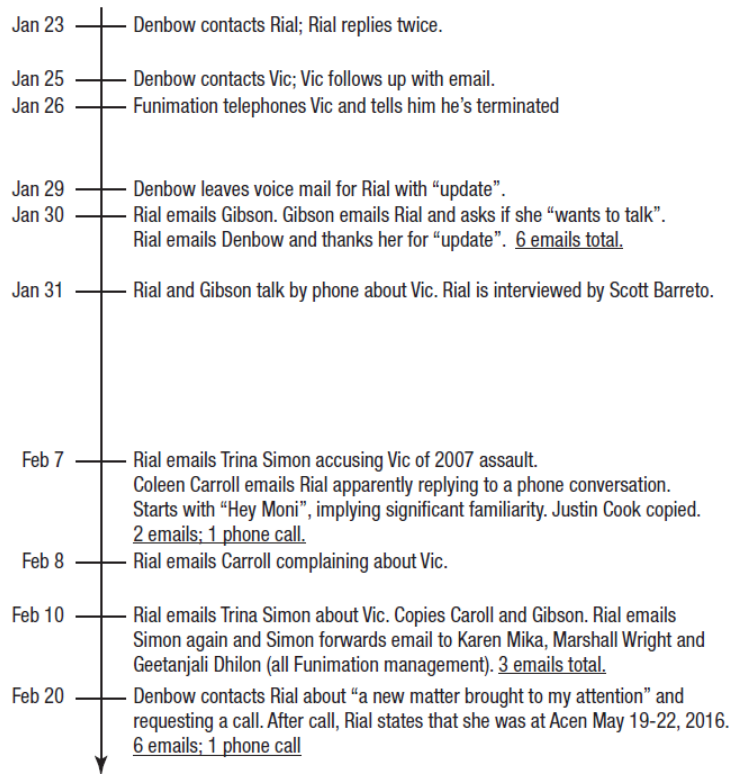 Jan 23 Denbow contacts Rial; Rial replies twice.
Jan 25 Denbow contacts Vic; Vic follows up with email.
Jan 26 Funimation telephones Vic and tells him he's terminated
Jan 29 Denbow leaves voice mail for Rial with “update”.
Jan 30 Rial emails Gibson. Gibson emails Rial and asks if she “wants to talk”.
Rial emails Denbow and thanks her for “update”. 6 emails total.
Jan 31 Rial and Gibson talk by phone about Vic. Rial is interviewed by Scott Barreto.
Feb 7 Rial emails Trina Simon accusing Vic of 2007 assault.
Coleen Carroll emails Rial apparently replying to a phone conversation.
Starts with “Hey Moni”, implying significant familiarity. Justin Cook copied.
2 emails; 1 phone call.
Feb 8 Rial emails Carroll complaining about Vic.
Feb 10 Rial emails Trina Simon about Vic. Copies Caroll and Gibson. Rial emails
Simon again and Simon forwards email to Karen Mika, Marshall Wright and
Geetanjali Dhilon (all Funimation management). 3 emails total.
Feb 20 Denbow contacts Rial about “a new matter brought to my attention” and
requesting a call. After call, Rial states that she was at Acen May 19-22, 2016.
6 emails; 1 phone call